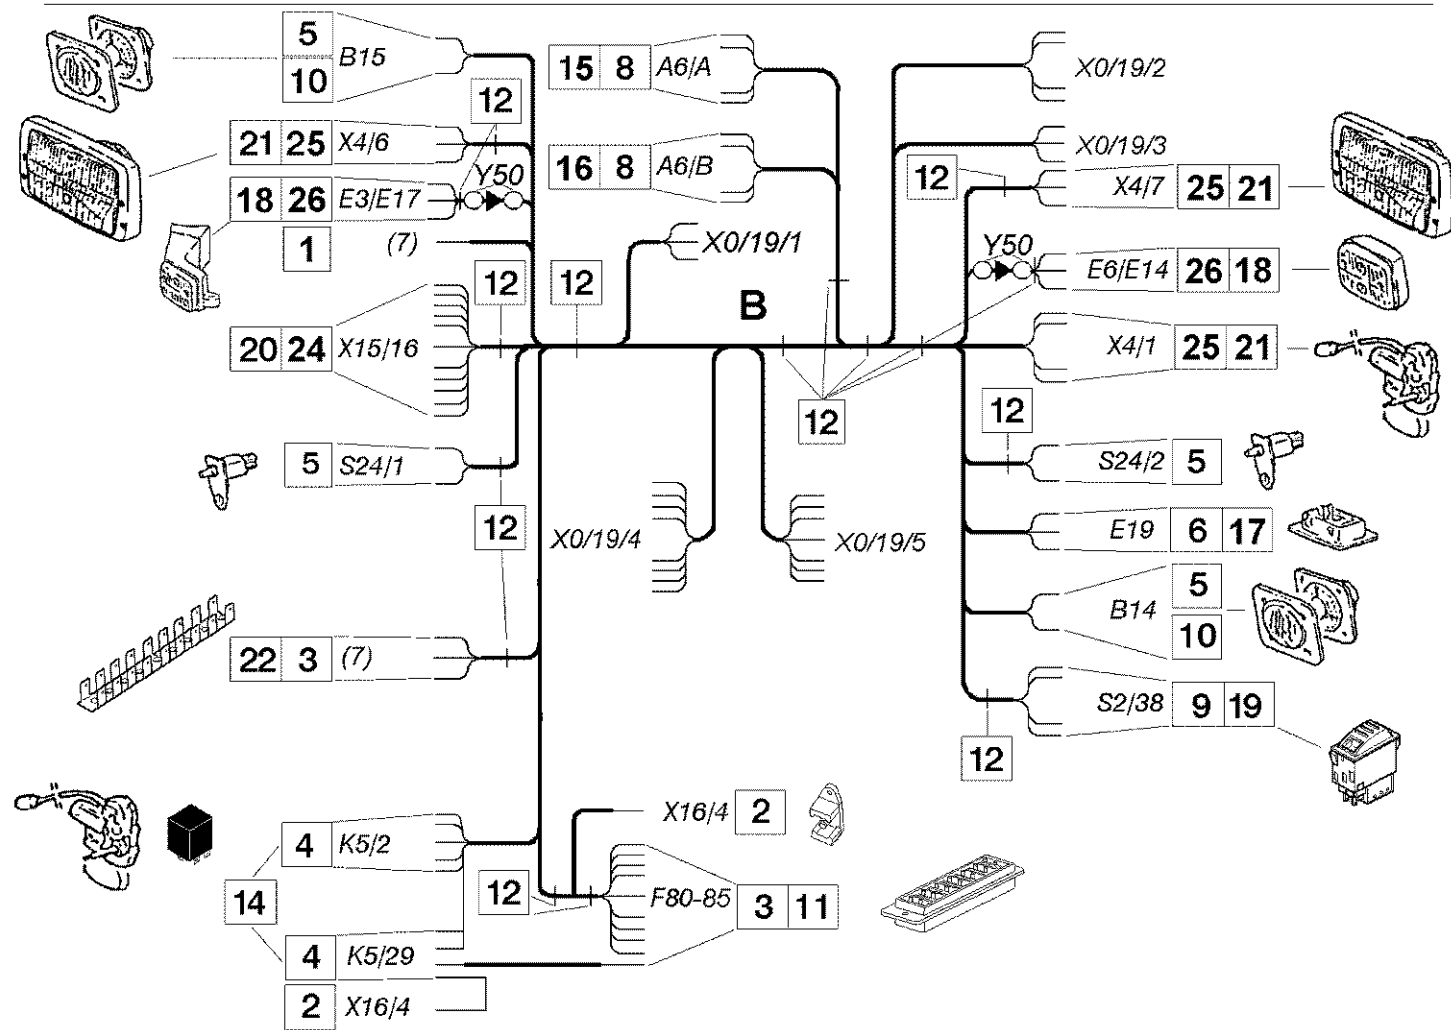 5
10 B15
15 8 A6/A
X0/19/2
12
21 25 X4/6
16 8 A6/B
X0/19/3
12
X4/7 25 21
18 26 E3/E17
Y50
1 (7)
X0/19/1
Y50
E6/E14 26 18
12 12
B
20 24 X15/16
X4/1 25 21
12
12
5 S24/1
S24/2 5
12
X0/19/4
X0/19/5
E19 6 17
5
B14
10
22 3 (7)
S2/38 9 19
12
X16/4 2
4 K5/2
14
12
F80-85 3 11
4 K5/29
2 X16/4